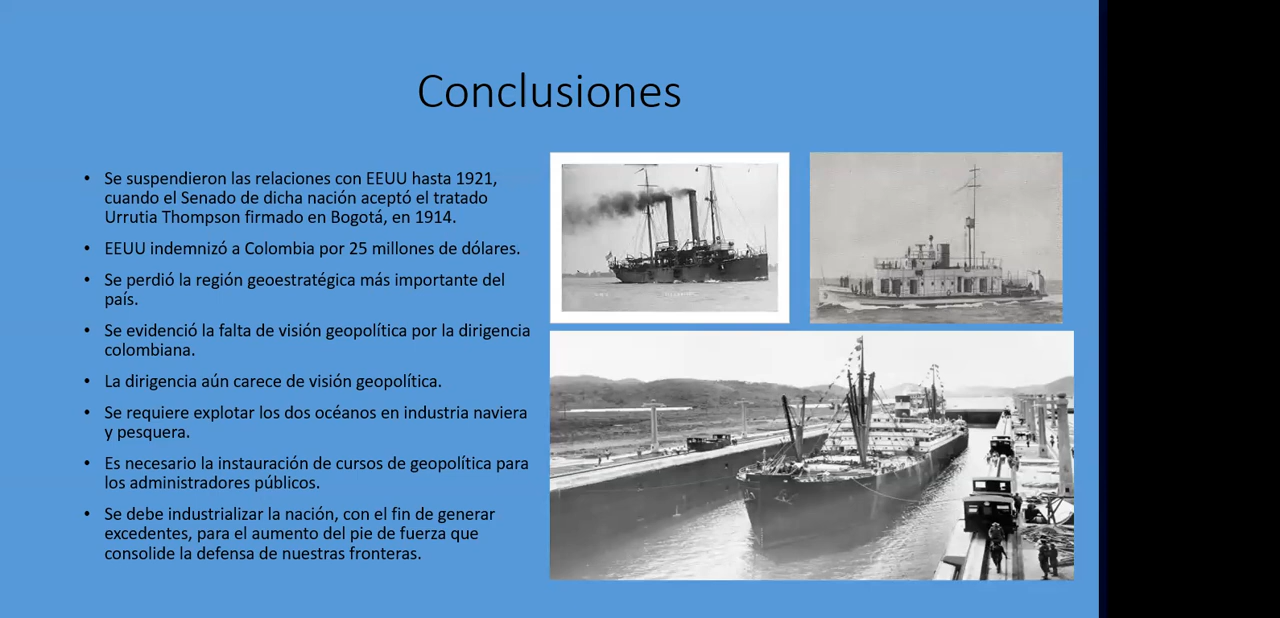 Conclusiones
• Se suspendieron las relaciones con EEUU hasta 1921,
cuando el Senado de dicha nación aceptó el tratado
Urrutia Thompson firmado en Bogotá, en 1914.
• EEUU indemnizó a Colombia por 25 millones de dólares.
• Se perdió la región geoestratégica más importante del
país.
• Se evidenció la falta de visión geopolítica por la dirigencia
colombiana.
• La dirigencia aún carece de visión geopolítica.
• Se requiere explotar los dos océanos en industria naviera
y pesquera.
• Es necesario la instauración de cursos de geopolítica para
los administradores públicos.
• Se debe industrializar la nación, con el fin de generar
excedentes, para el aumento del pie de fuerza que
consolide la defensa de nuestras fronteras.